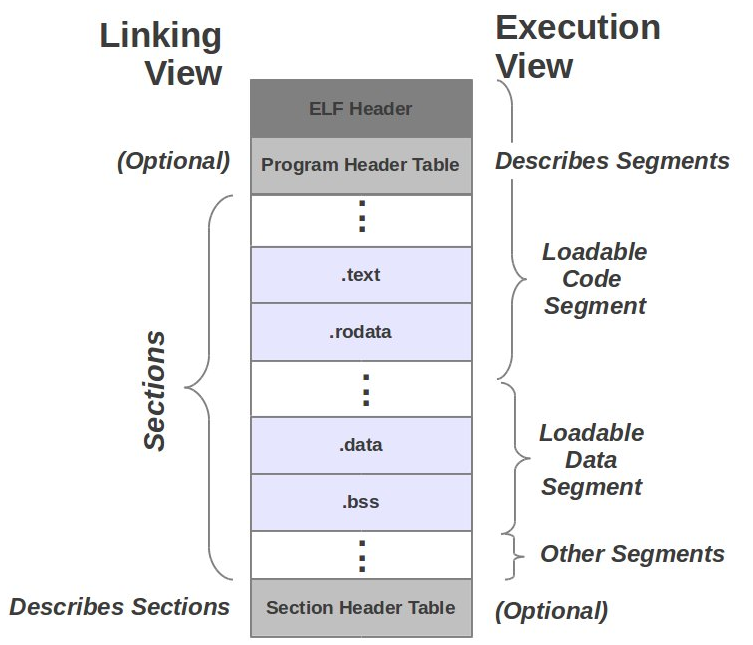 Linking
View
Execution
View
ELF Header
(Optional)
Program Header Table
Describes Segments
.text
Loadable
Code
Segment
.rodata
Sections
.data
Loadable
Data
Segment
.bss
Other Segments
Describes Sections
Section Header Table
(Optional)